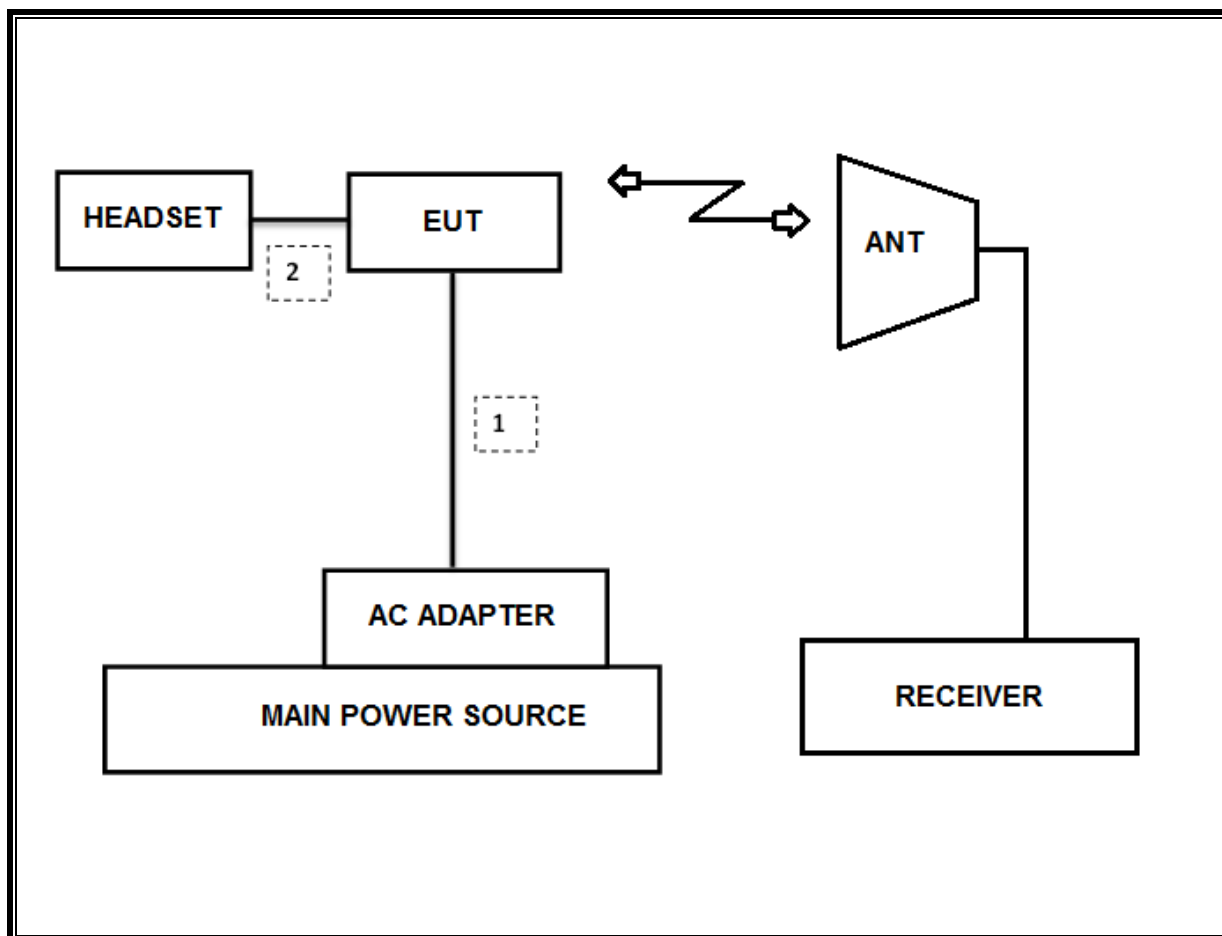 HEADSET
EUT
ANT
2
1
AC ADAPTER
MAIN POWER SOURCE
RECEIVER